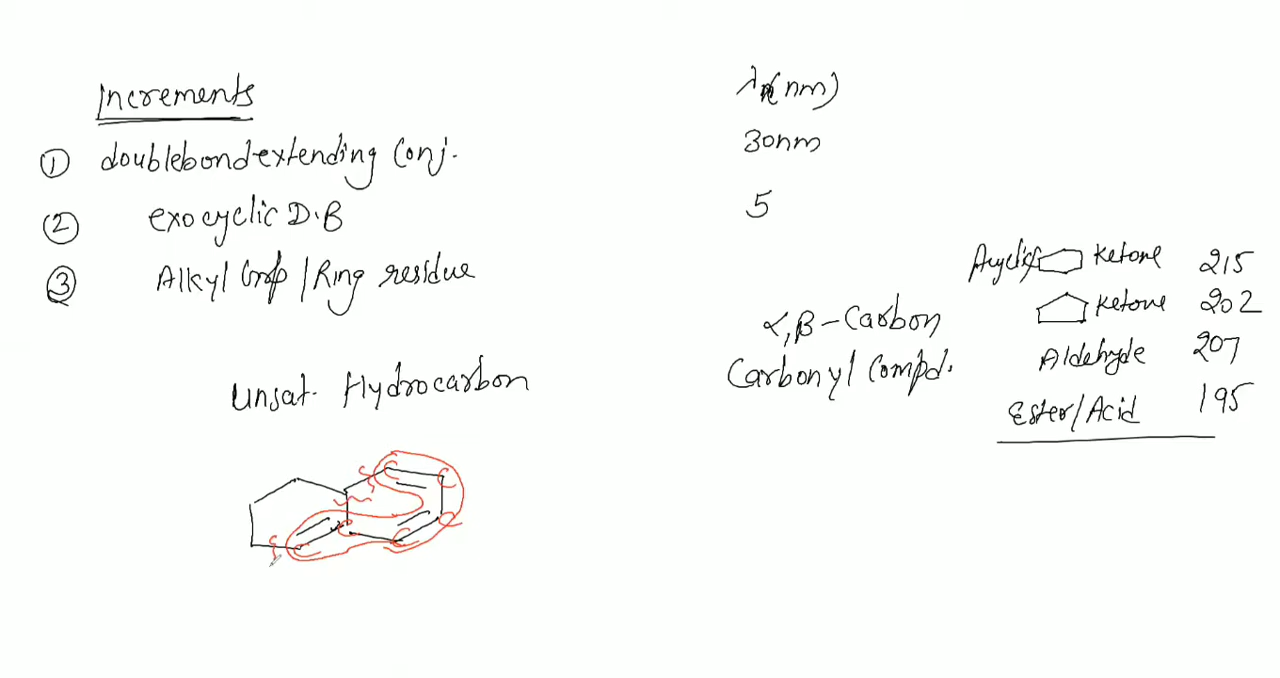 Increments
λ (nm)
① doublebond extending Conj. 30nm
② exocyclic D.B 5
③ Alkyl Grp / Ring residue
Acyclic/ Ketone 215
Ketone 202
Aldehyde 207
Ester/Acid 195
α,β-Carbon
Carbonyl Compd.
Unsat. Hydrocarbon
C C C C C C